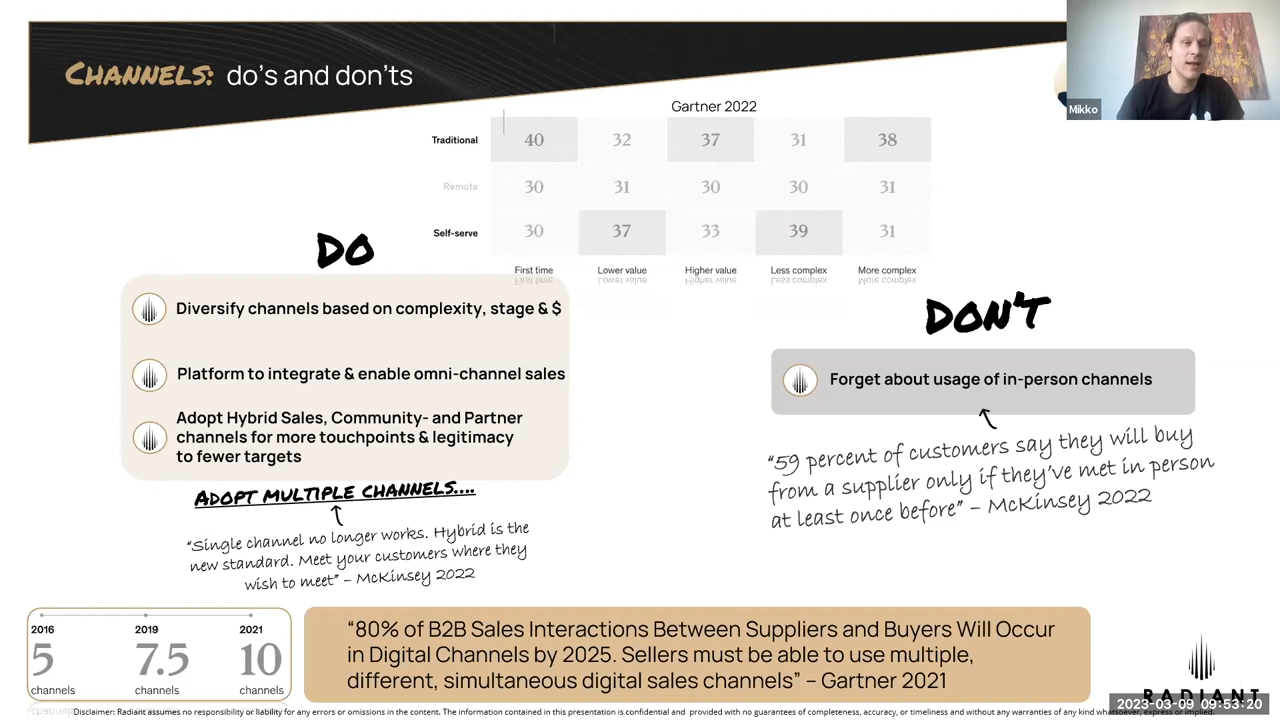 CHANNELS: do's and don'ts
Mikko
Gartner 2022
Traditional 40 32 37 31 38
Remote 30 31 30 30 31
Self-serve 30 37 33 39 31
First time Lower value Higher value Less complex More complex
DO
Diversify channels based on complexity, stage & $
Platform to integrate & enable omni-channel sales
Adopt Hybrid Sales, Community- and Partner
channels for more touchpoints & legitimacy
to fewer targets
ADOPT MULTIPLE CHANNELS....
"Single channel no longer works. Hybrid is the
new standard. Meet your customers where they
wish to meet" – McKinsey 2022
DON'T
Forget about usage of in-person channels
"59 percent of customers say they will buy
from a supplier only if they've met in person
at least once before" – McKinsey 2022
2016 2019 2021
5 7.5 10
channels channels channels
"80% of B2B Sales Interactions Between Suppliers and Buyers Will Occur
in Digital Channels by 2025. Sellers must be able to use multiple,
different, simultaneous digital sales channels" – Gartner 2021
RADIANT
2023-03-09 09:53:20
Disclaimer: Radiant assumes no responsibility or liability for any errors or omissions in the content. The information contained in this presentation is confidential and provided with no guarantees of completeness, accuracy, or timeliness and without any warranties of any kind whatsoever, express or implied.